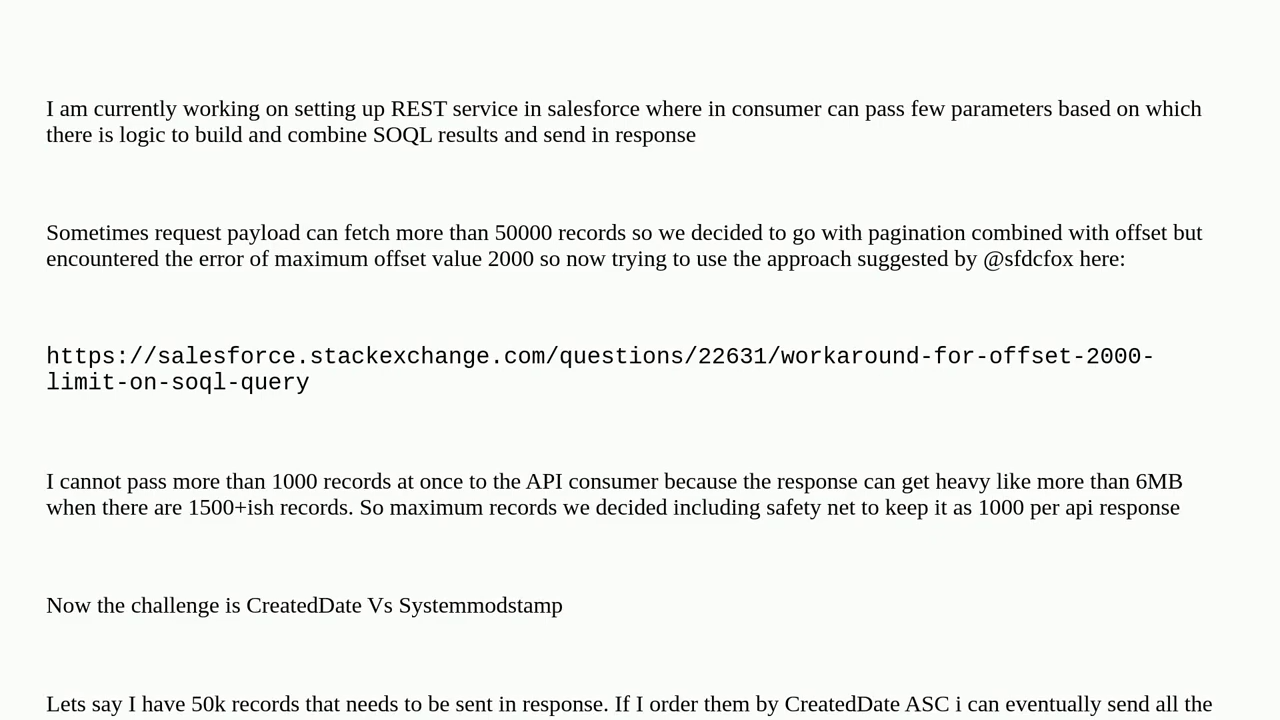 I am currently working on setting up REST service in salesforce where in consumer can pass few parameters based on which
there is logic to build and combine SOQL results and send in response
Sometimes request payload can fetch more than 50000 records so we decided to go with pagination combined with offset but
encountered the error of maximum offset value 2000 so now trying to use the approach suggested by @sfdcfox here:
https://salesforce.stackexchange.com/questions/22631/workaround-for-offset-2000-
limit-on-soql-query
I cannot pass more than 1000 records at once to the API consumer because the response can get heavy like more than 6MB
when there are 1500+ish records. So maximum records we decided including safety net to keep it as 1000 per api response
Now the challenge is CreatedDate Vs Systemmodstamp
Lets say I have 50k records that needs to be sent in response. If I order them by CreatedDate ASC i can eventually send all the